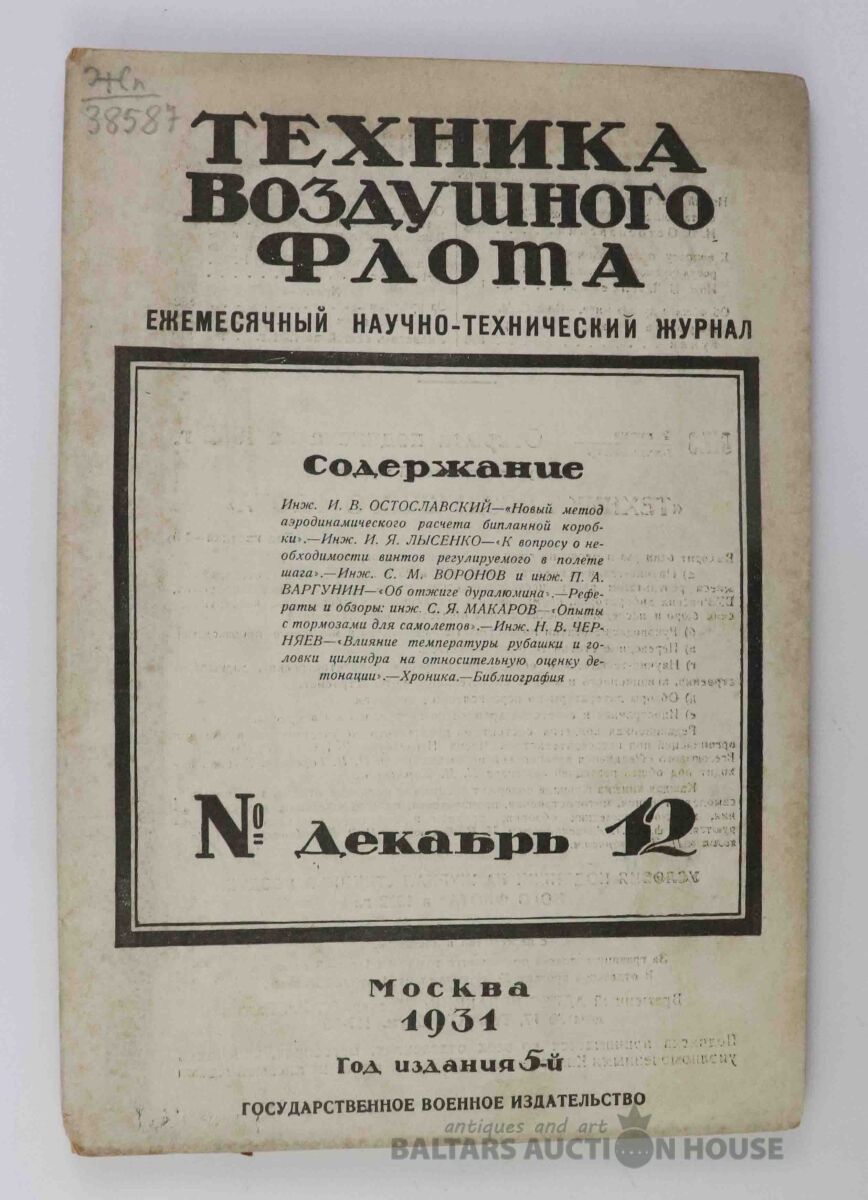 Жп
38587
ТЕХНИКА
ВОЗДУШНОГО
ФЛОТА
ЕЖЕМЕСЯЧНЫЙ НАУЧНО-ТЕХНИЧЕСКИЙ ЖУРНАЛ
Содержание
Инж. И. В. ОСТОСЛАВСКИЙ—«Новый метод
аэродинамического расчета бипланной короб-
ки».—Инж. И. Я. ЛЫСЕНКО—«К вопросу о не-
обходимости винтов регулируемого в полете
шага».—Инж. С. М. ВОРОНОВ и инж. П. А.
ВАРГУНИН—«Об отжиге дуралюмина».—Рефе-
раты и обзоры: инж. С. Я. МАКАРОВ—«Опыты
с тормозами для самолетов».—Инж. Н. В. ЧЕР-
НЯЕВ—«Влияние температуры рубашки и го-
ловки цилиндра на относительную оценку де-
тонации».—Хроника.—Библиография
№ Декабрь 12
Москва
1931
Год издания 5-й
ГОСУДАРСТВЕННОЕ ВОЕННОЕ ИЗДАТЕЛЬСТВО
antiques and art
BALTARS AUCTION HOUSE